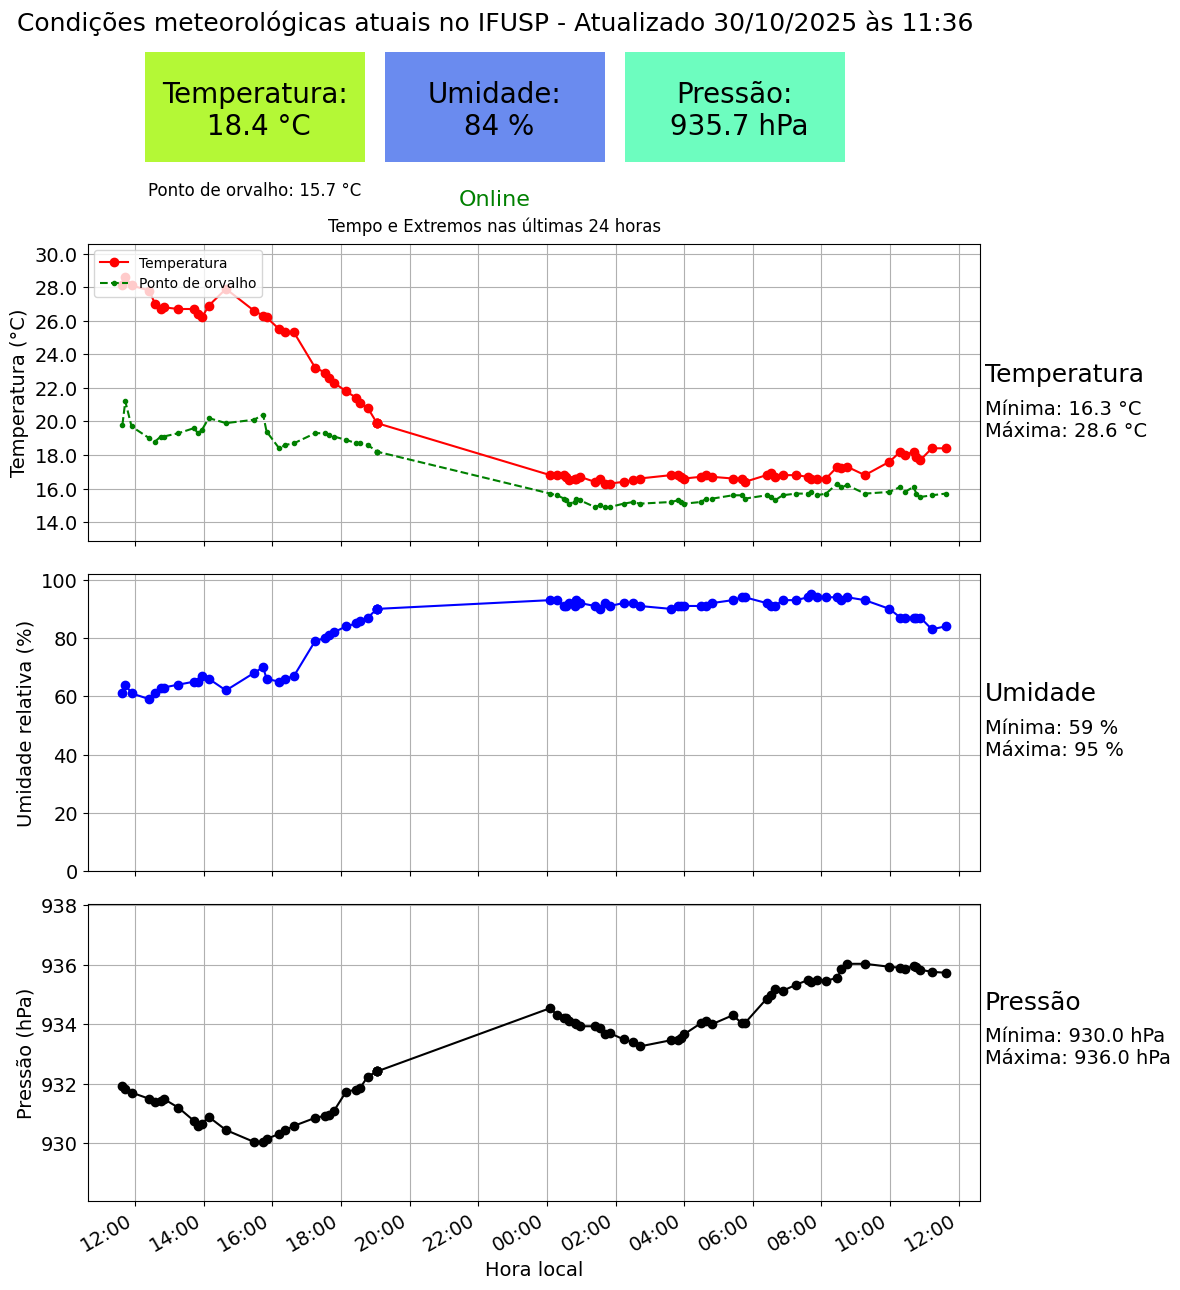 Condições meteorológicas atuais no IFUSP - Atualizado 30/10/2025 às 11:36
Temperatura:
18.4 °C
Umidade:
84 %
Pressão:
935.7 hPa
Ponto de orvalho: 15.7 °C
Online
Tempo e Extremos nas últimas 24 horas
Temperatura (°C)
30.0
28.0
26.0
24.0
22.0
20.0
18.0
16.0
14.0
Temperatura
Ponto de orvalho
Temperatura
Mínima: 16.3 °C
Máxima: 28.6 °C
Umidade relativa (%)
100
80
60
40
20
0
Umidade
Mínima: 59 %
Máxima: 95 %
Pressão (hPa)
938
936
934
932
930
Pressão
Mínima: 930.0 hPa
Máxima: 936.0 hPa
12:00
14:00
16:00
18:00
20:00
22:00
00:00
02:00
04:00
06:00
08:00
10:00
12:00
Hora local